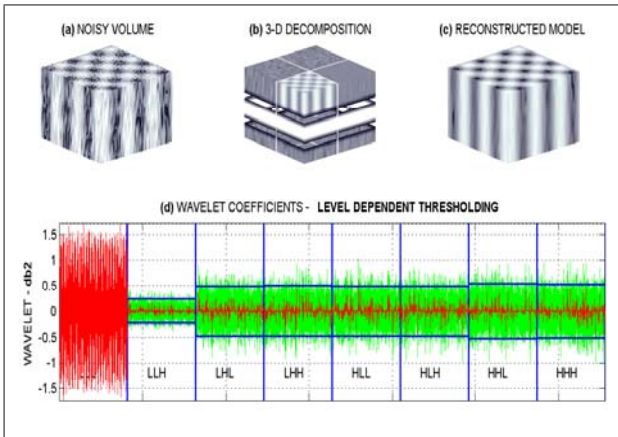 (a) NOISY VOLUME
(b) 3-D DECOMPOSITION
(c) RECONSTRUCTED MODEL
(d) WAVELET COEFFICIENTS - LEVEL DEPENDENT THRESHOLDING
WAVELET - db2
1.5
1
0.5
0
-0.5
-1
-1.5
LLH
LHL
LHH
HLL
HLH
HHL
HHH